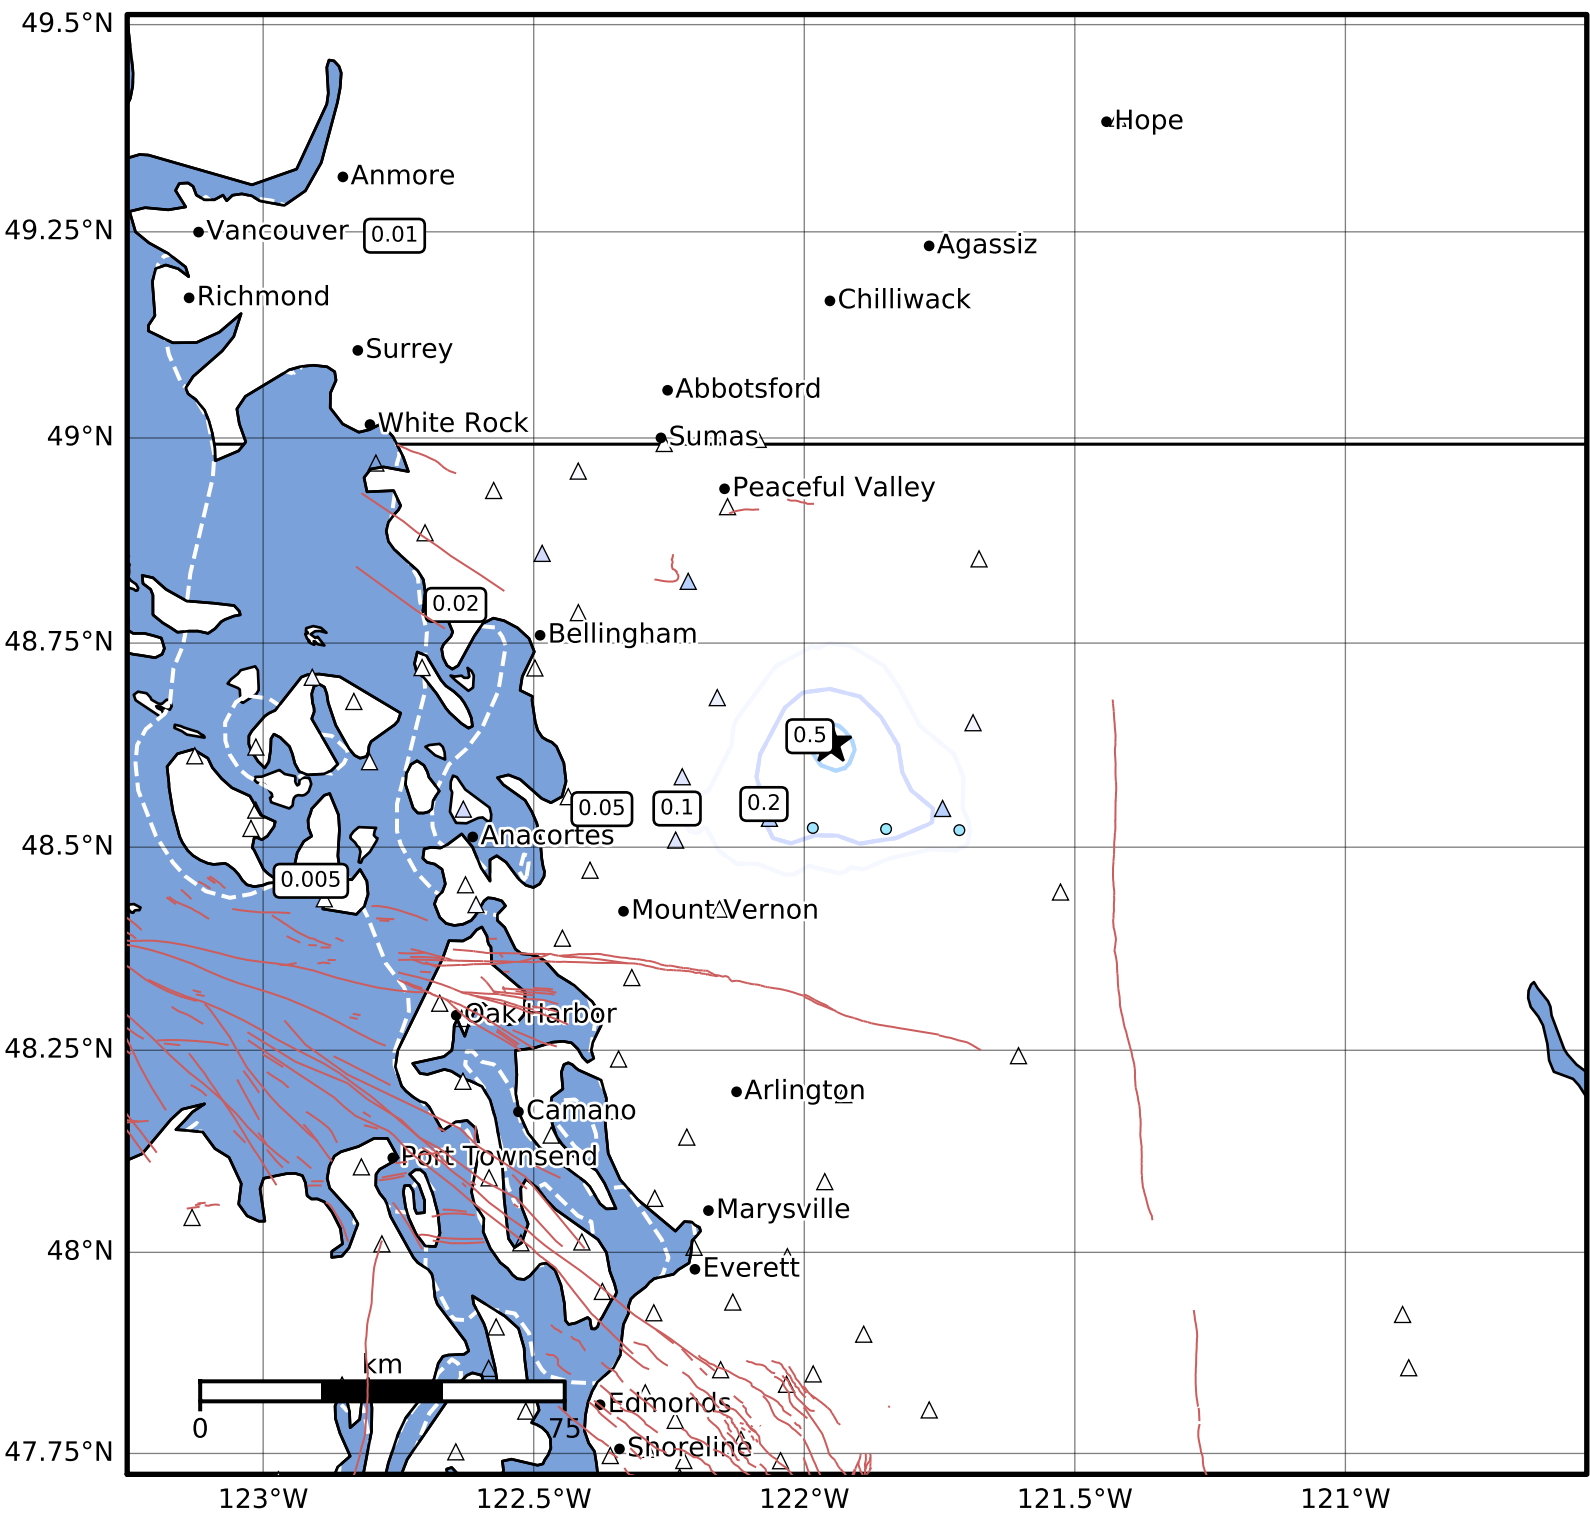 49.5°N
Hope
Anmore
49.25°N
Vancouver
0.01
Agassiz
Richmond
Chilliwack
Surrey
Abbotsford
White Rock
49°N
Sumas
Peaceful Valley
0.02
48.75°N
Bellingham
0.5
0.05
0.1
0.2
Anacortes
48.5°N
0.005
Mount Vernon
Oak Harbor
48.25°N
Arlington
Camano
Port Townsend
Marysville
48°N
Everett
km
0
75
Edmonds
Shoreline
47.75°N
123°W
122.5°W
122°W
121.5°W
121°W